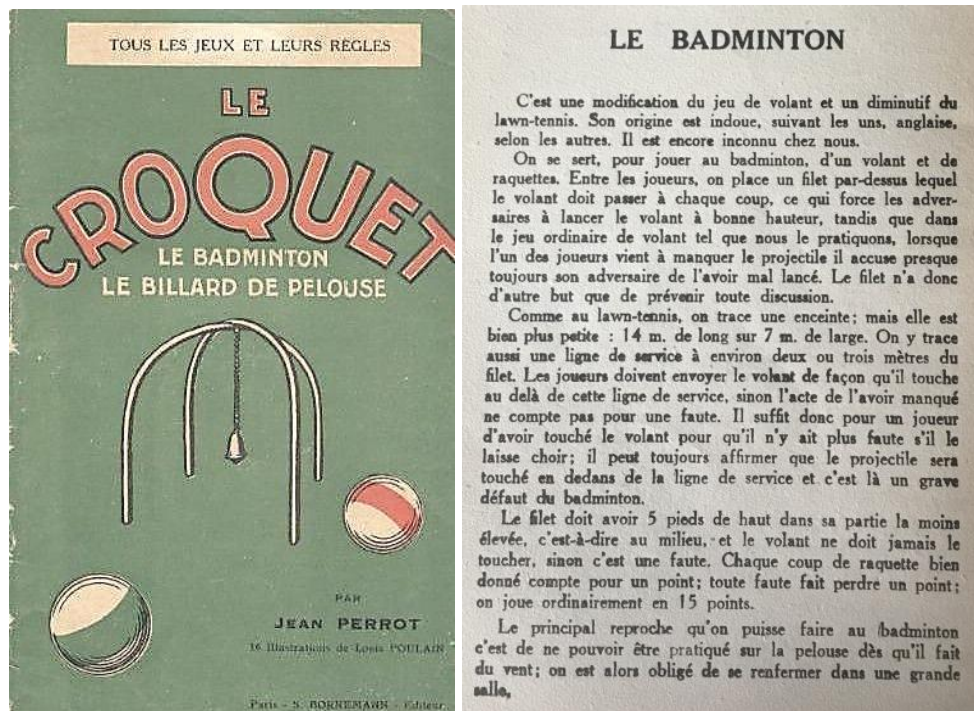 TOUS LES JEUX ET LEURS RÈGLES
LE
CROQUET
LE BADMINTON
LE BILLARD DE PELOUSE
PAR
JEAN PERROT
16 Illustrations de Louis POULAIN
Paris - S. BORNEMANN - Editeur
LE BADMINTON
C'est une modification du jeu de volant et un diminutif du
lawn-tennis. Son origine est indoue, suivant les uns, anglaise,
selon les autres. Il est encore inconnu chez nous.
On se sert, pour jouer au badminton, d'un volant et de
raquettes. Entre les joueurs, on place un filet par-dessus lequel
le volant doit passer à chaque coup, ce qui force les adver-
saires à lancer le volant à bonne hauteur, tandis que dans
le jeu ordinaire de volant tel que nous le pratiquons, lorsque
l'un des joueurs vient à manquer le projectile il accuse presque
toujours son adversaire de l'avoir mal lancé. Le filet n'a donc
d'autre but que de prévenir toute discussion.
Comme au lawn-tennis, on trace une enceinte; mais elle est
bien plus petite : 14 m. de long sur 7 m. de large. On y trace
aussi une ligne de service à environ deux ou trois mètres du
filet. Les joueurs doivent envoyer le volant de façon qu'il touche
au delà de cette ligne de service, sinon l'acte de l'avoir manqué
ne compte pas pour une faute. Il suffit donc pour un joueur
d'avoir touché le volant pour qu'il n'y ait plus faute s'il le
laisse choir; il peut toujours affirmer que le projectile sera
touché en dedans de la ligne de service et c'est là un grave
défaut du badminton.
Le filet doit avoir 5 pieds de haut dans sa partie la moins
élevée, c'est-à-dire au milieu, et le volant ne doit jamais le
toucher, sinon c'est une faute. Chaque coup de raquette bien
donné compte pour un point; toute faute fait perdre un point;
on joue ordinairement en 15 points.
Le principal reproche qu'on puisse faire au badminton
c'est de ne pouvoir être pratiqué sur la pelouse dès qu'il fait
du vent; on est alors obligé de se renfermer dans une grande
salle,